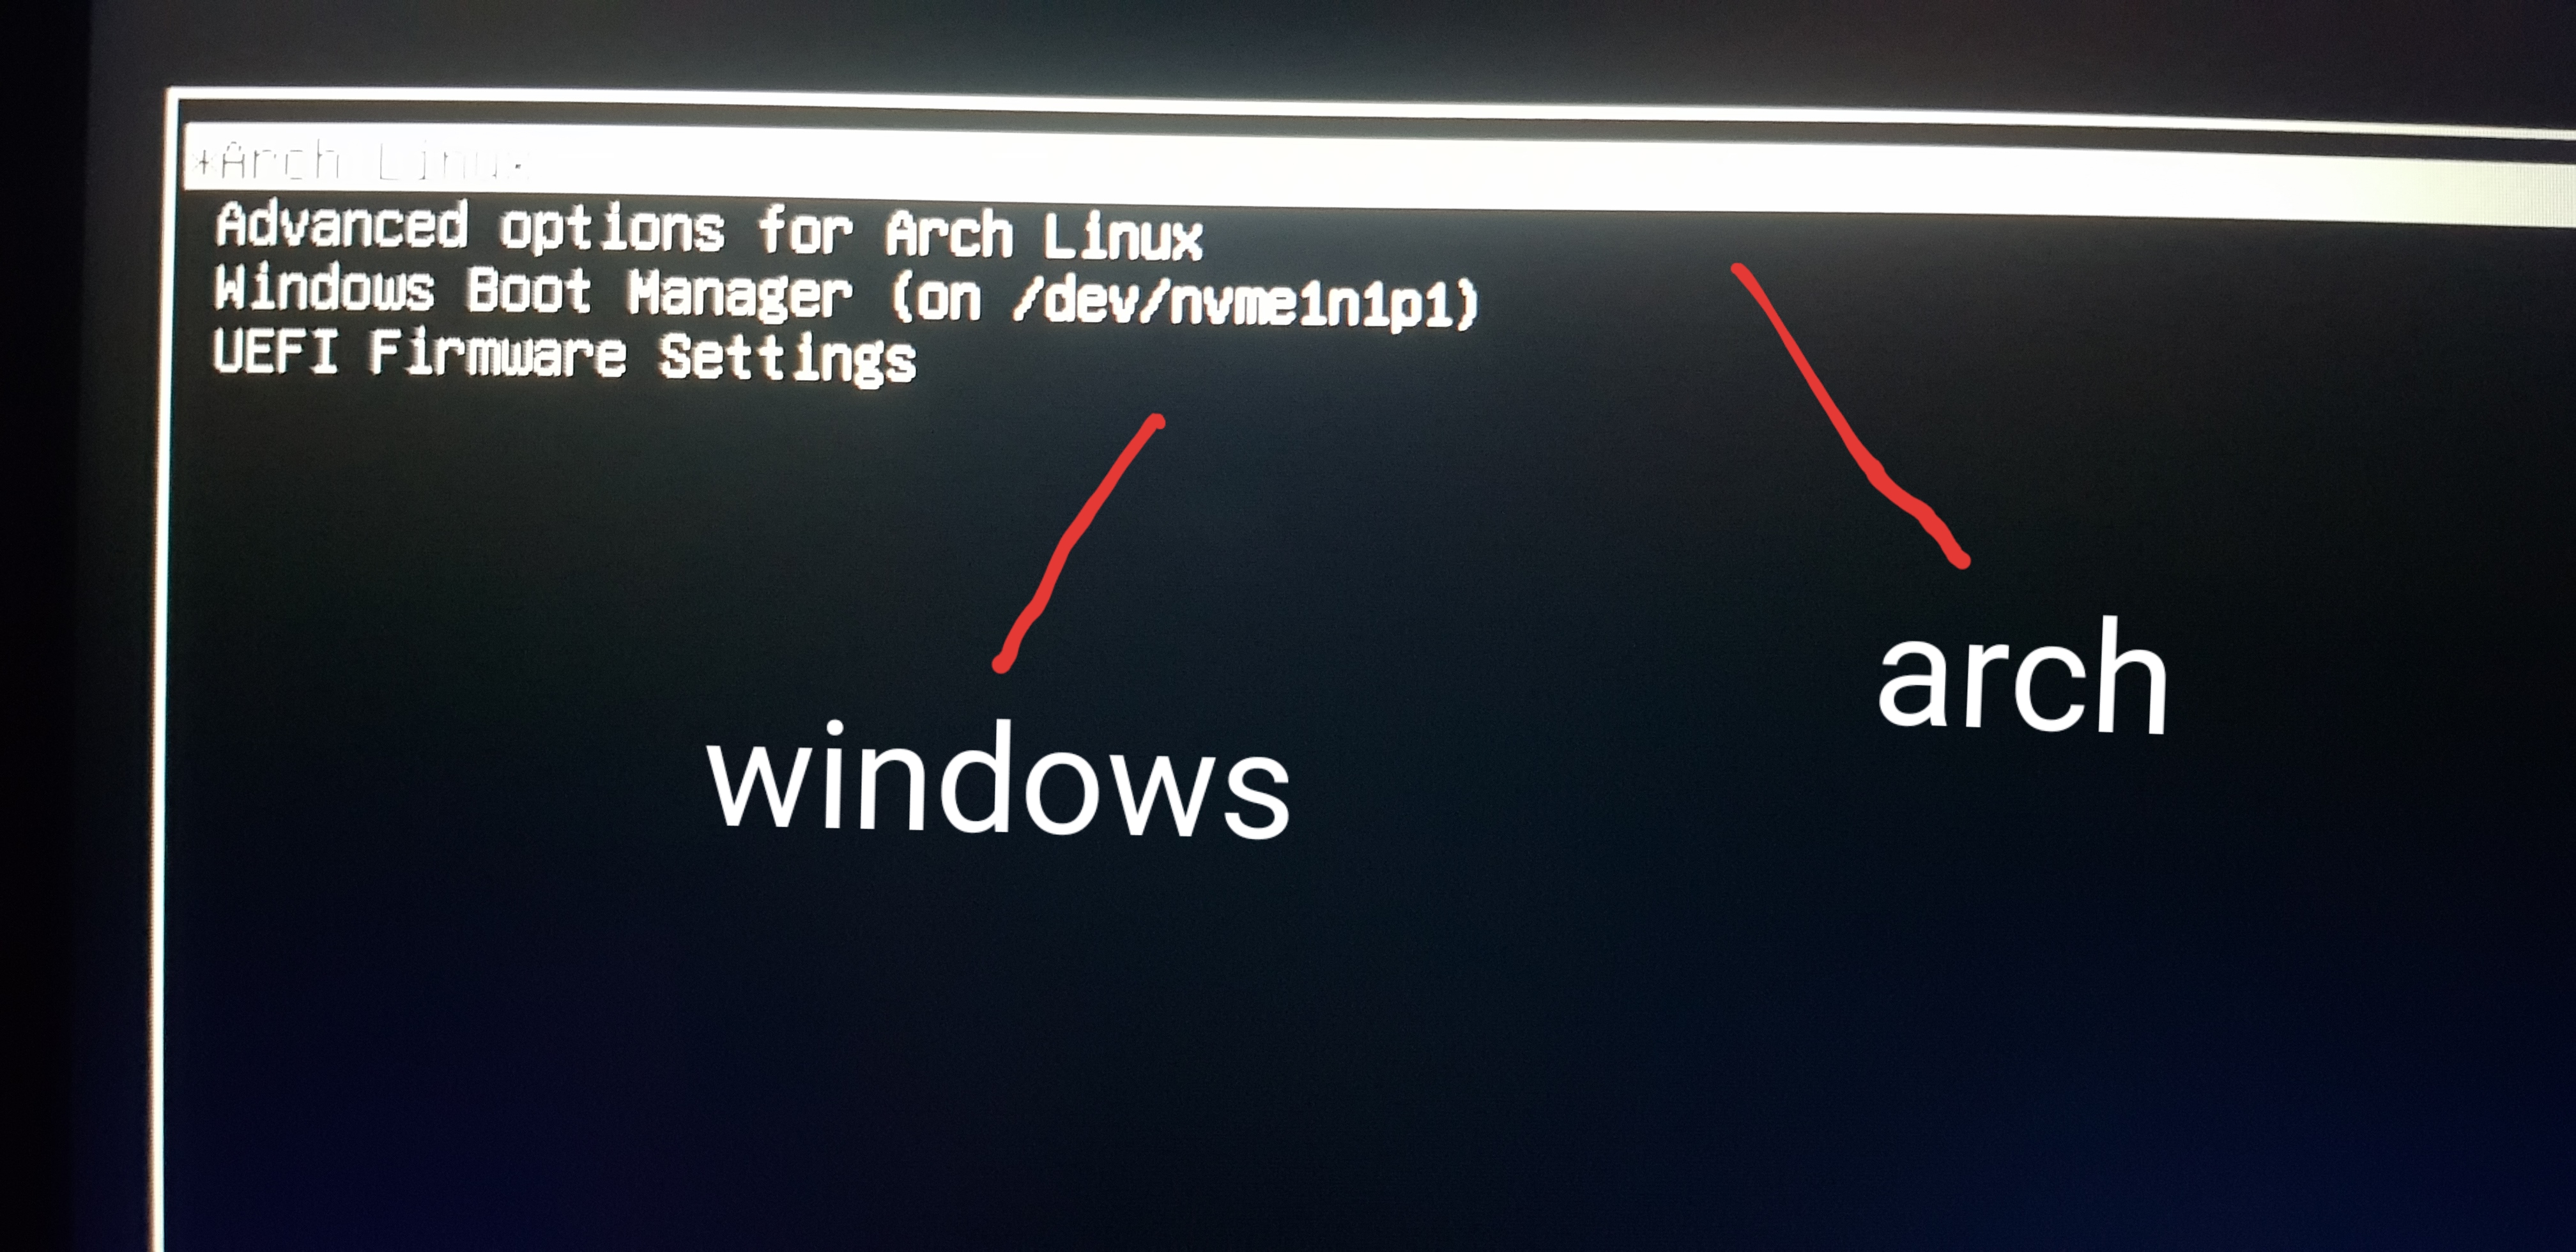 *Arch Linux
Advanced options for Arch Linux
Windows Boot Manager (on /dev/nvme1n1p1)
UEFI Firmware Settings
arch
windows